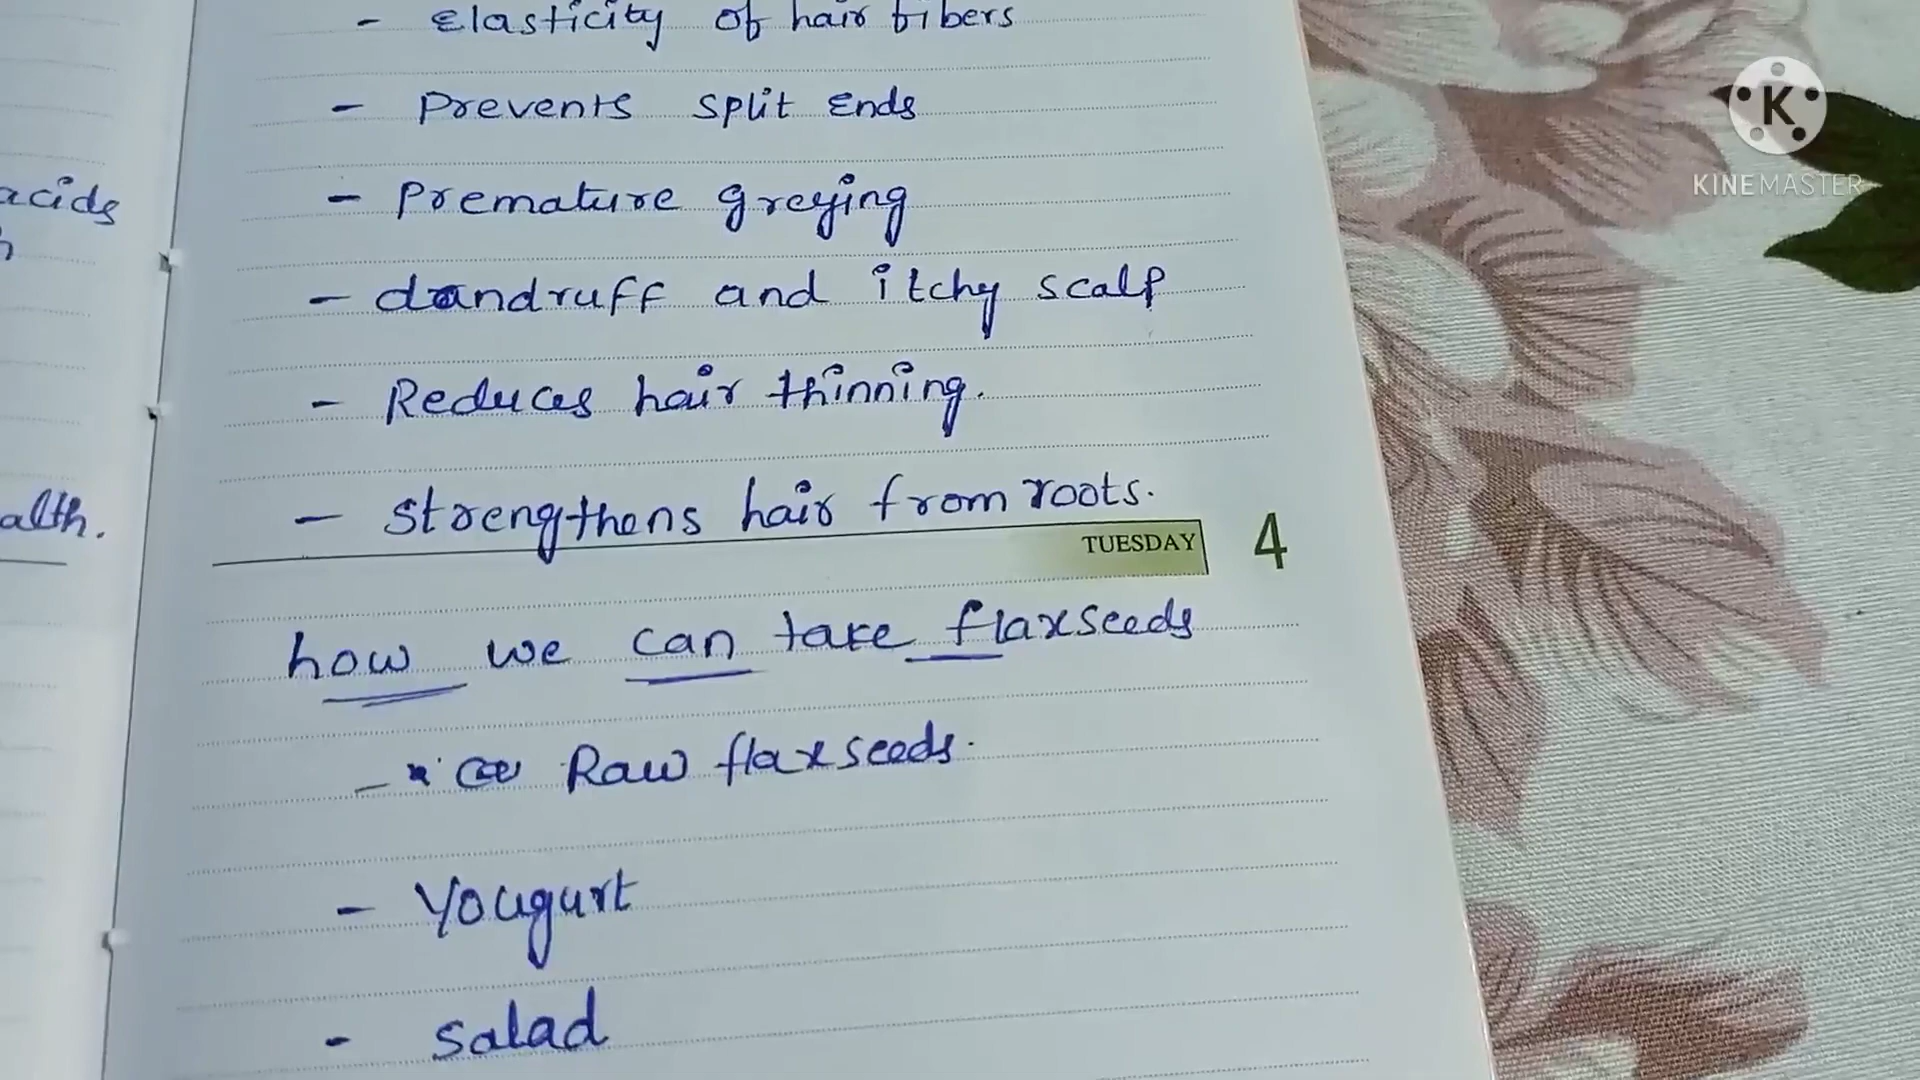 acids
alth.
- Elasticity of hair fibers
- Prevents split Ends
- Premature greying
- dandruff and itchy scalp
- Reduces hair thinning.
- Strengthens hair from roots.
TUESDAY 4
how we can take flaxseeds
- Raw flaxseeds.
- Yougurt
- Salad
K
KINEMASTER